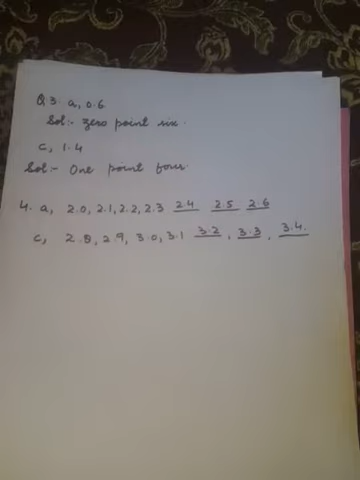 Q.3. a, 0.6
Sol:- zero point six.
c, 1.4
Sol:- One point four.
4. a, 2.0, 2.1, 2.2, 2.3 2.4 2.5 2.6
c, 2.8, 2.9, 3.0, 3.1 3.2, 3.3, 3.4.